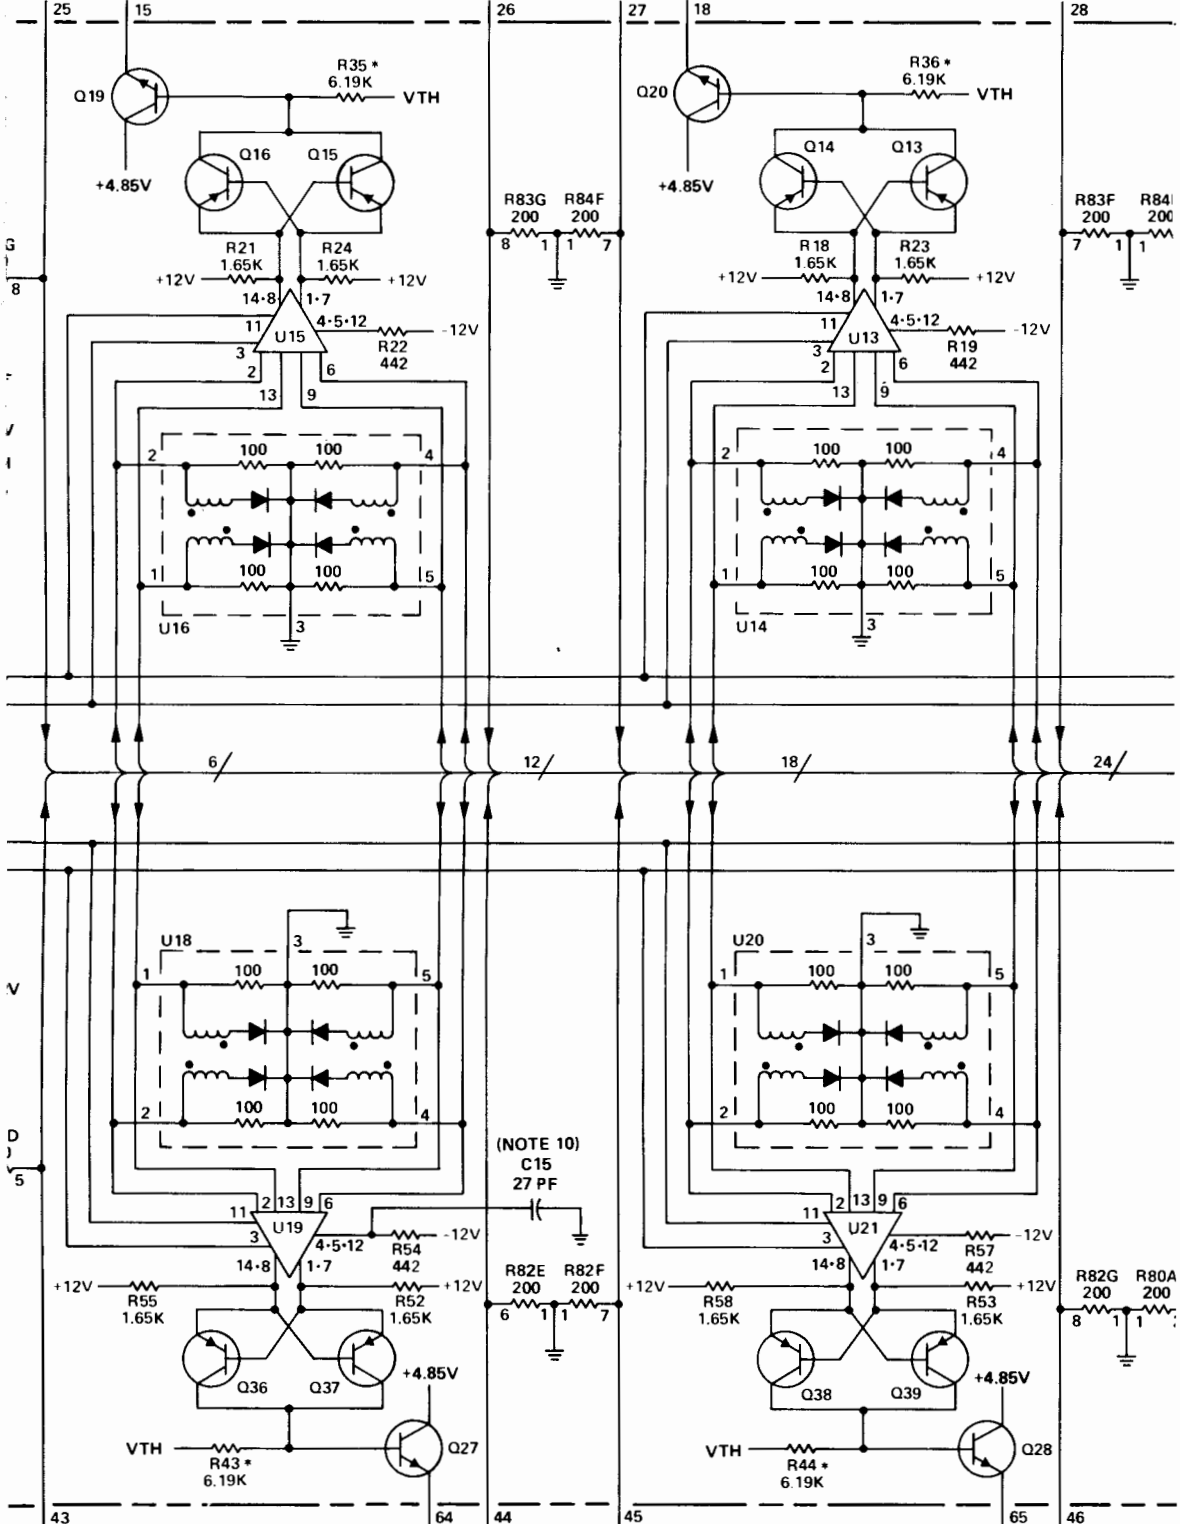 25 15 26 27 18 28
R35 *
6.19K
Q19 VTH
R36 *
6.19K
Q20 VTH
Q16 Q15
Q14 Q13
+4.85V
+4.85V
R83G R84F
200 200
8 1 1 7
R83F
200 200
7 1 1
G
8
R21 R24
1.65K 1.65K
+12V +12V
R18 R23
1.65K 1.65K
+12V +12V
14·8 1·7
11 4·5·12 -12V
U15
3 R22
442
2 6
13 9
14·8 1·7
11 4·5·12 -12V
U13
3 R19
442
2 6
13 9
V
2 100 100 4
1 100 100 5
U16 3
2 100 100 4
1 100 100 5
U14 3
6 12 18 24
U18 3
1 100 100 5
2 100 100 4
U20 3
1 100 100 5
2 100 100 4
V
D
5
(NOTE 10)
C15
27 PF
2 13 9 6
11 U19
3 4·5·12 R54 -12V
442
14·8 1·7
2 13 9 6
11 U21
3 4·5·12 R57 -12V
442
14·8 1·7
+12V R55 R52 +12V
1.65K 1.65K
R82E R82F
200 200
6 1 1 7
+12V R58 R53 +12V
1.65K 1.65K
R82G R80A
200 200
8 1 1
Q36 Q37 +4.85V
Q38 Q39 +4.85V
VTH R43 * Q27
6.19K
VTH R44 * Q28
6.19K
43 64 44 45 65 46